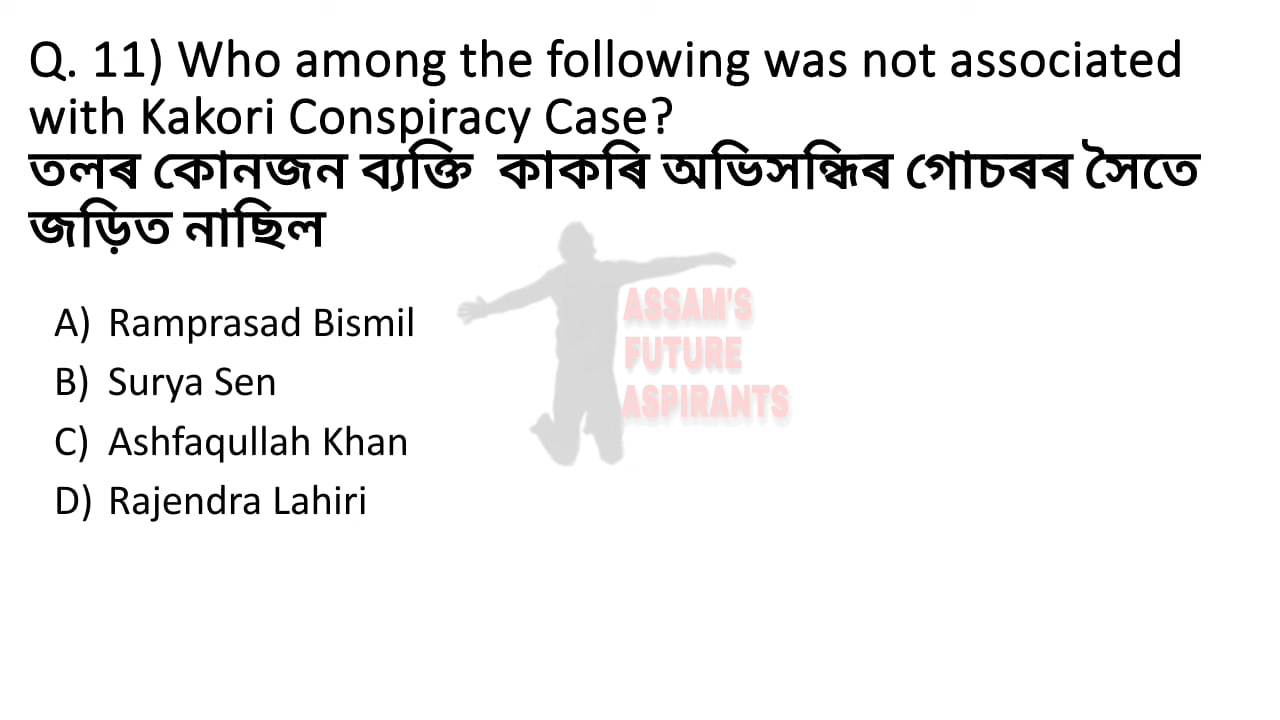 Q. 11) Who among the following was not associated
with Kakori Conspiracy Case?
তলৰ কোনজন ব্যক্তি  কাকৰি অভিসন্ধিৰ গোচৰৰ সৈতে
জড়িত নাছিল
ASSAM'S
FUTURE
ASPIRANTS
A) Ramprasad Bismil
B) Surya Sen
C) Ashfaqullah Khan
D) Rajendra Lahiri